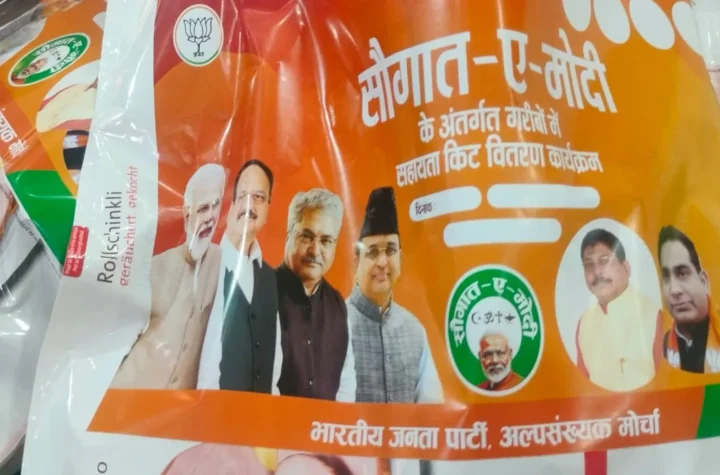 सौगात-ए-मोदी
के अंतर्गत गरीबों में
सहायता किट वितरण कार्यक्रम
दिनांक
सौगात-ए-मोदी
भारतीय जनता पार्टी, अल्पसंख्यक मोर्चा
Rollschinkli
geräuchert, gekocht